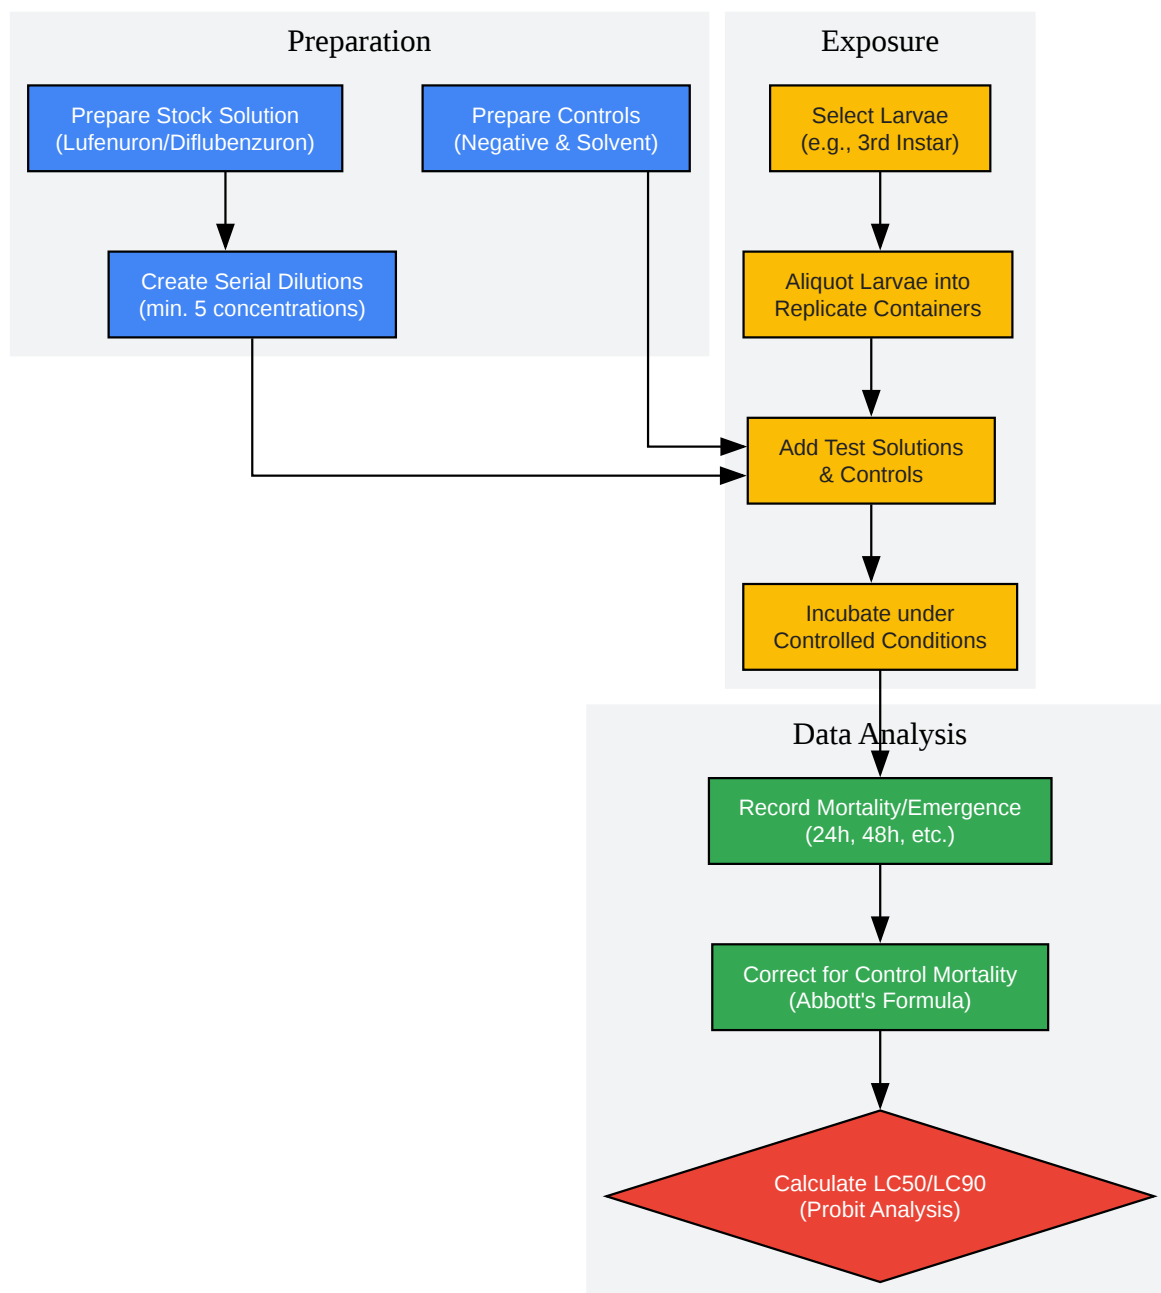 Preparation
Prepare Stock Solution
(Lufenuron/Diflubenzuron)
Prepare Controls
(Negative & Solvent)
Create Serial Dilutions
(min. 5 concentrations)
Exposure
Select Larvae
(e.g., 3rd Instar)
Aliquot Larvae into
Replicate Containers
Add Test Solutions
& Controls
Incubate under
Controlled Conditions
Data Analysis
Record Mortality/Emergence
(24h, 48h, etc.)
Correct for Control Mortality
(Abbott's Formula)
Calculate LC50/LC90
(Probit Analysis)